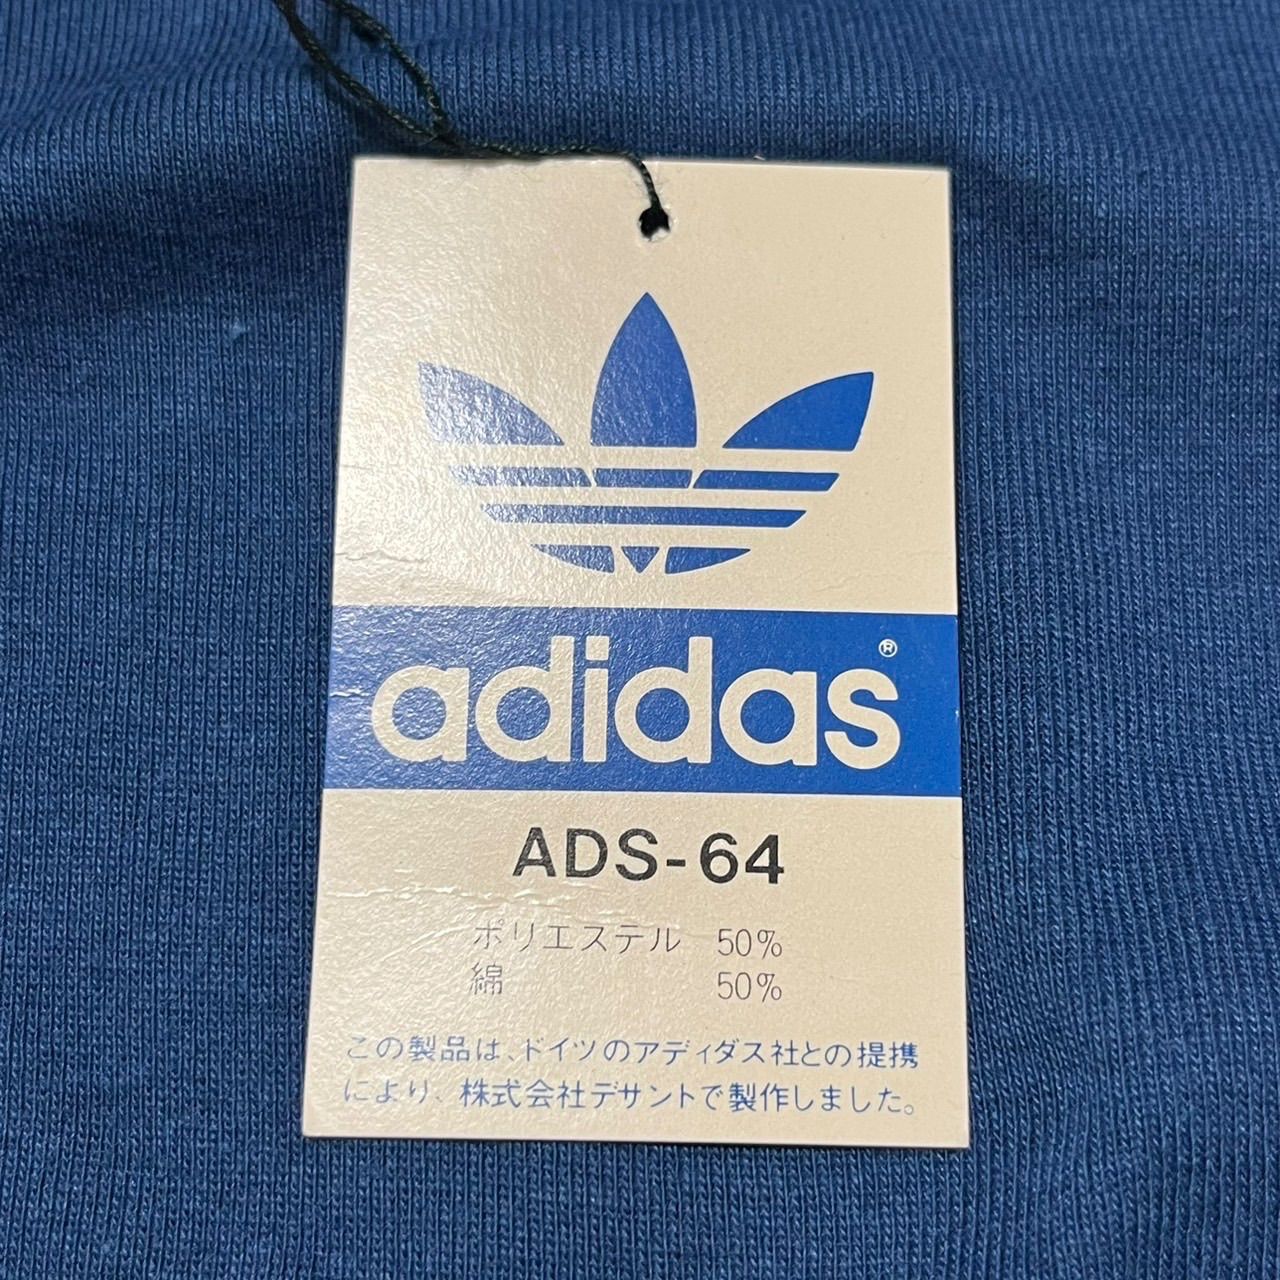 adidas®
ADS-64
ポリエステル 50%
綿 50%
この製品は、ドイツのアディダス社との提携
により、株式会社デサントで製作しました。